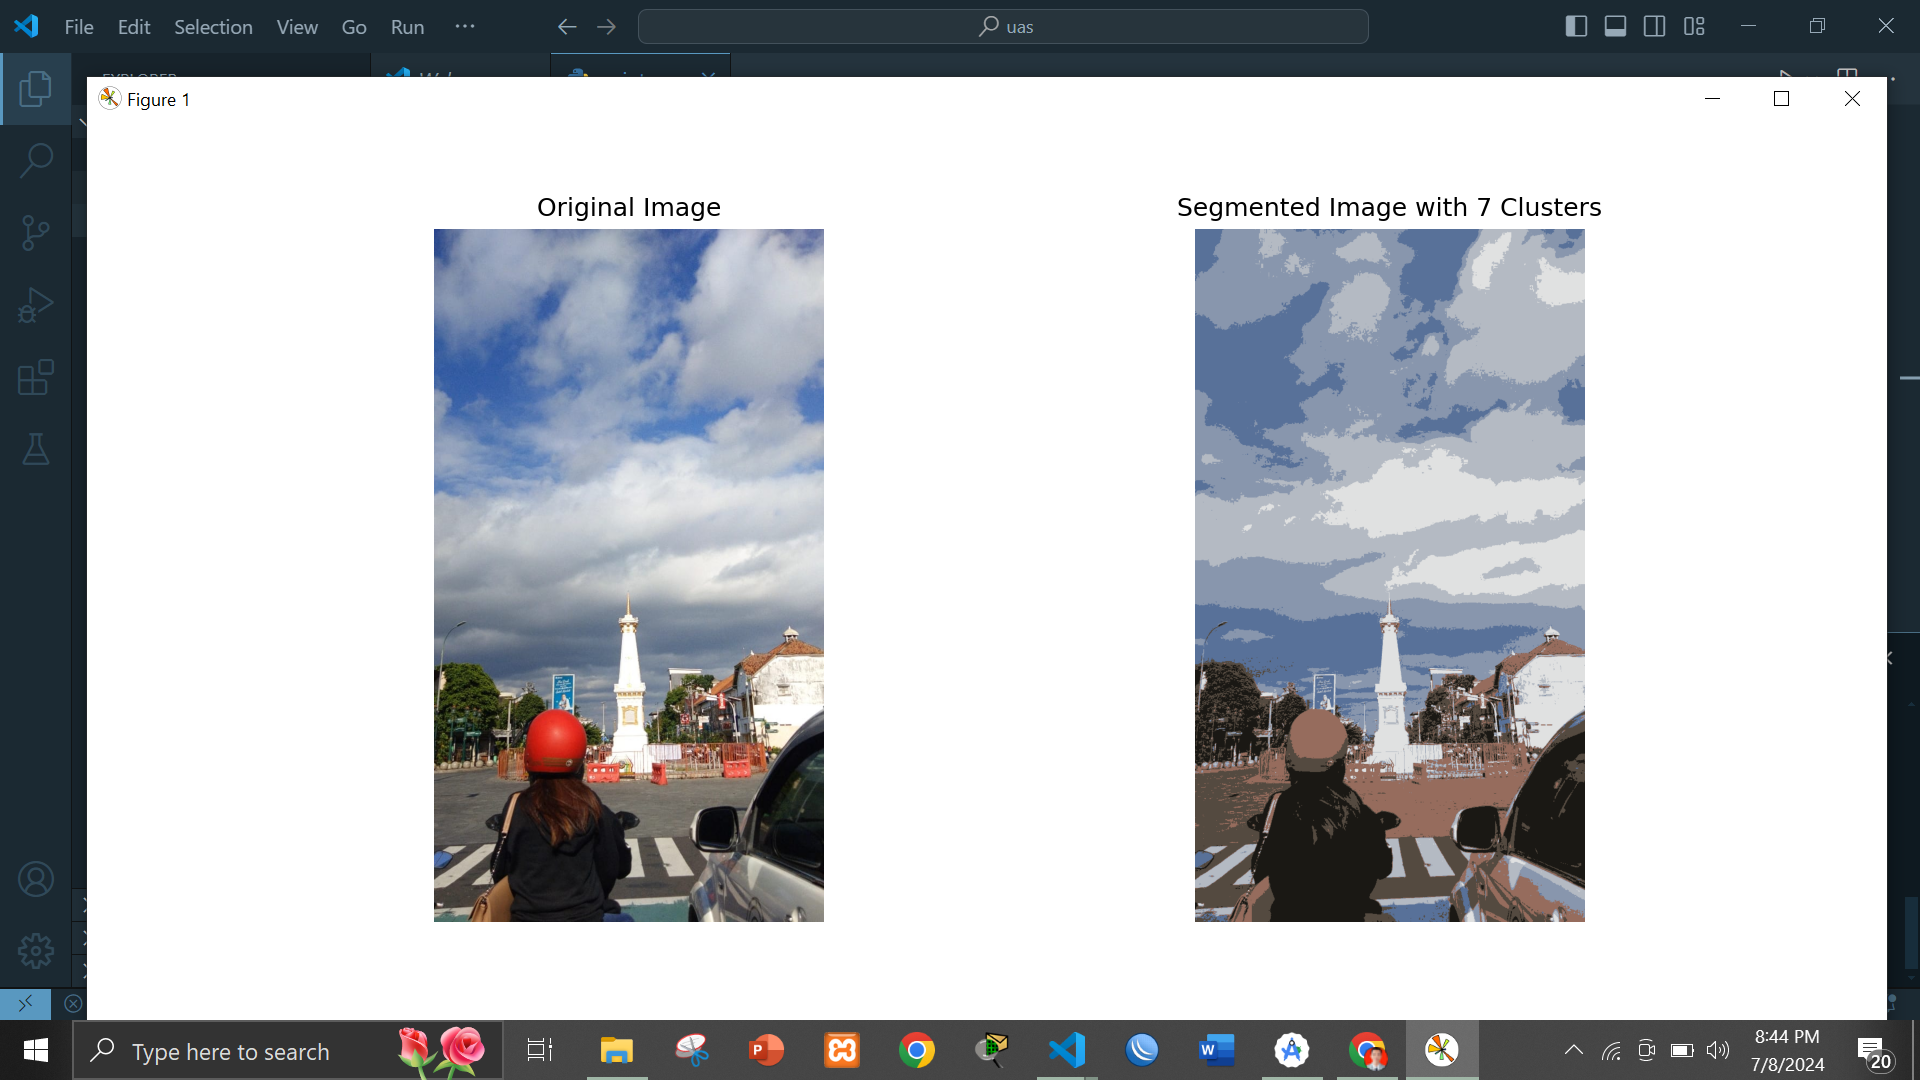 File Edit Selection View Go Run ···
uas
Figure 1
Original Image
Segmented Image with 7 Clusters
Type here to search
8:44 PM
7/8/2024
20